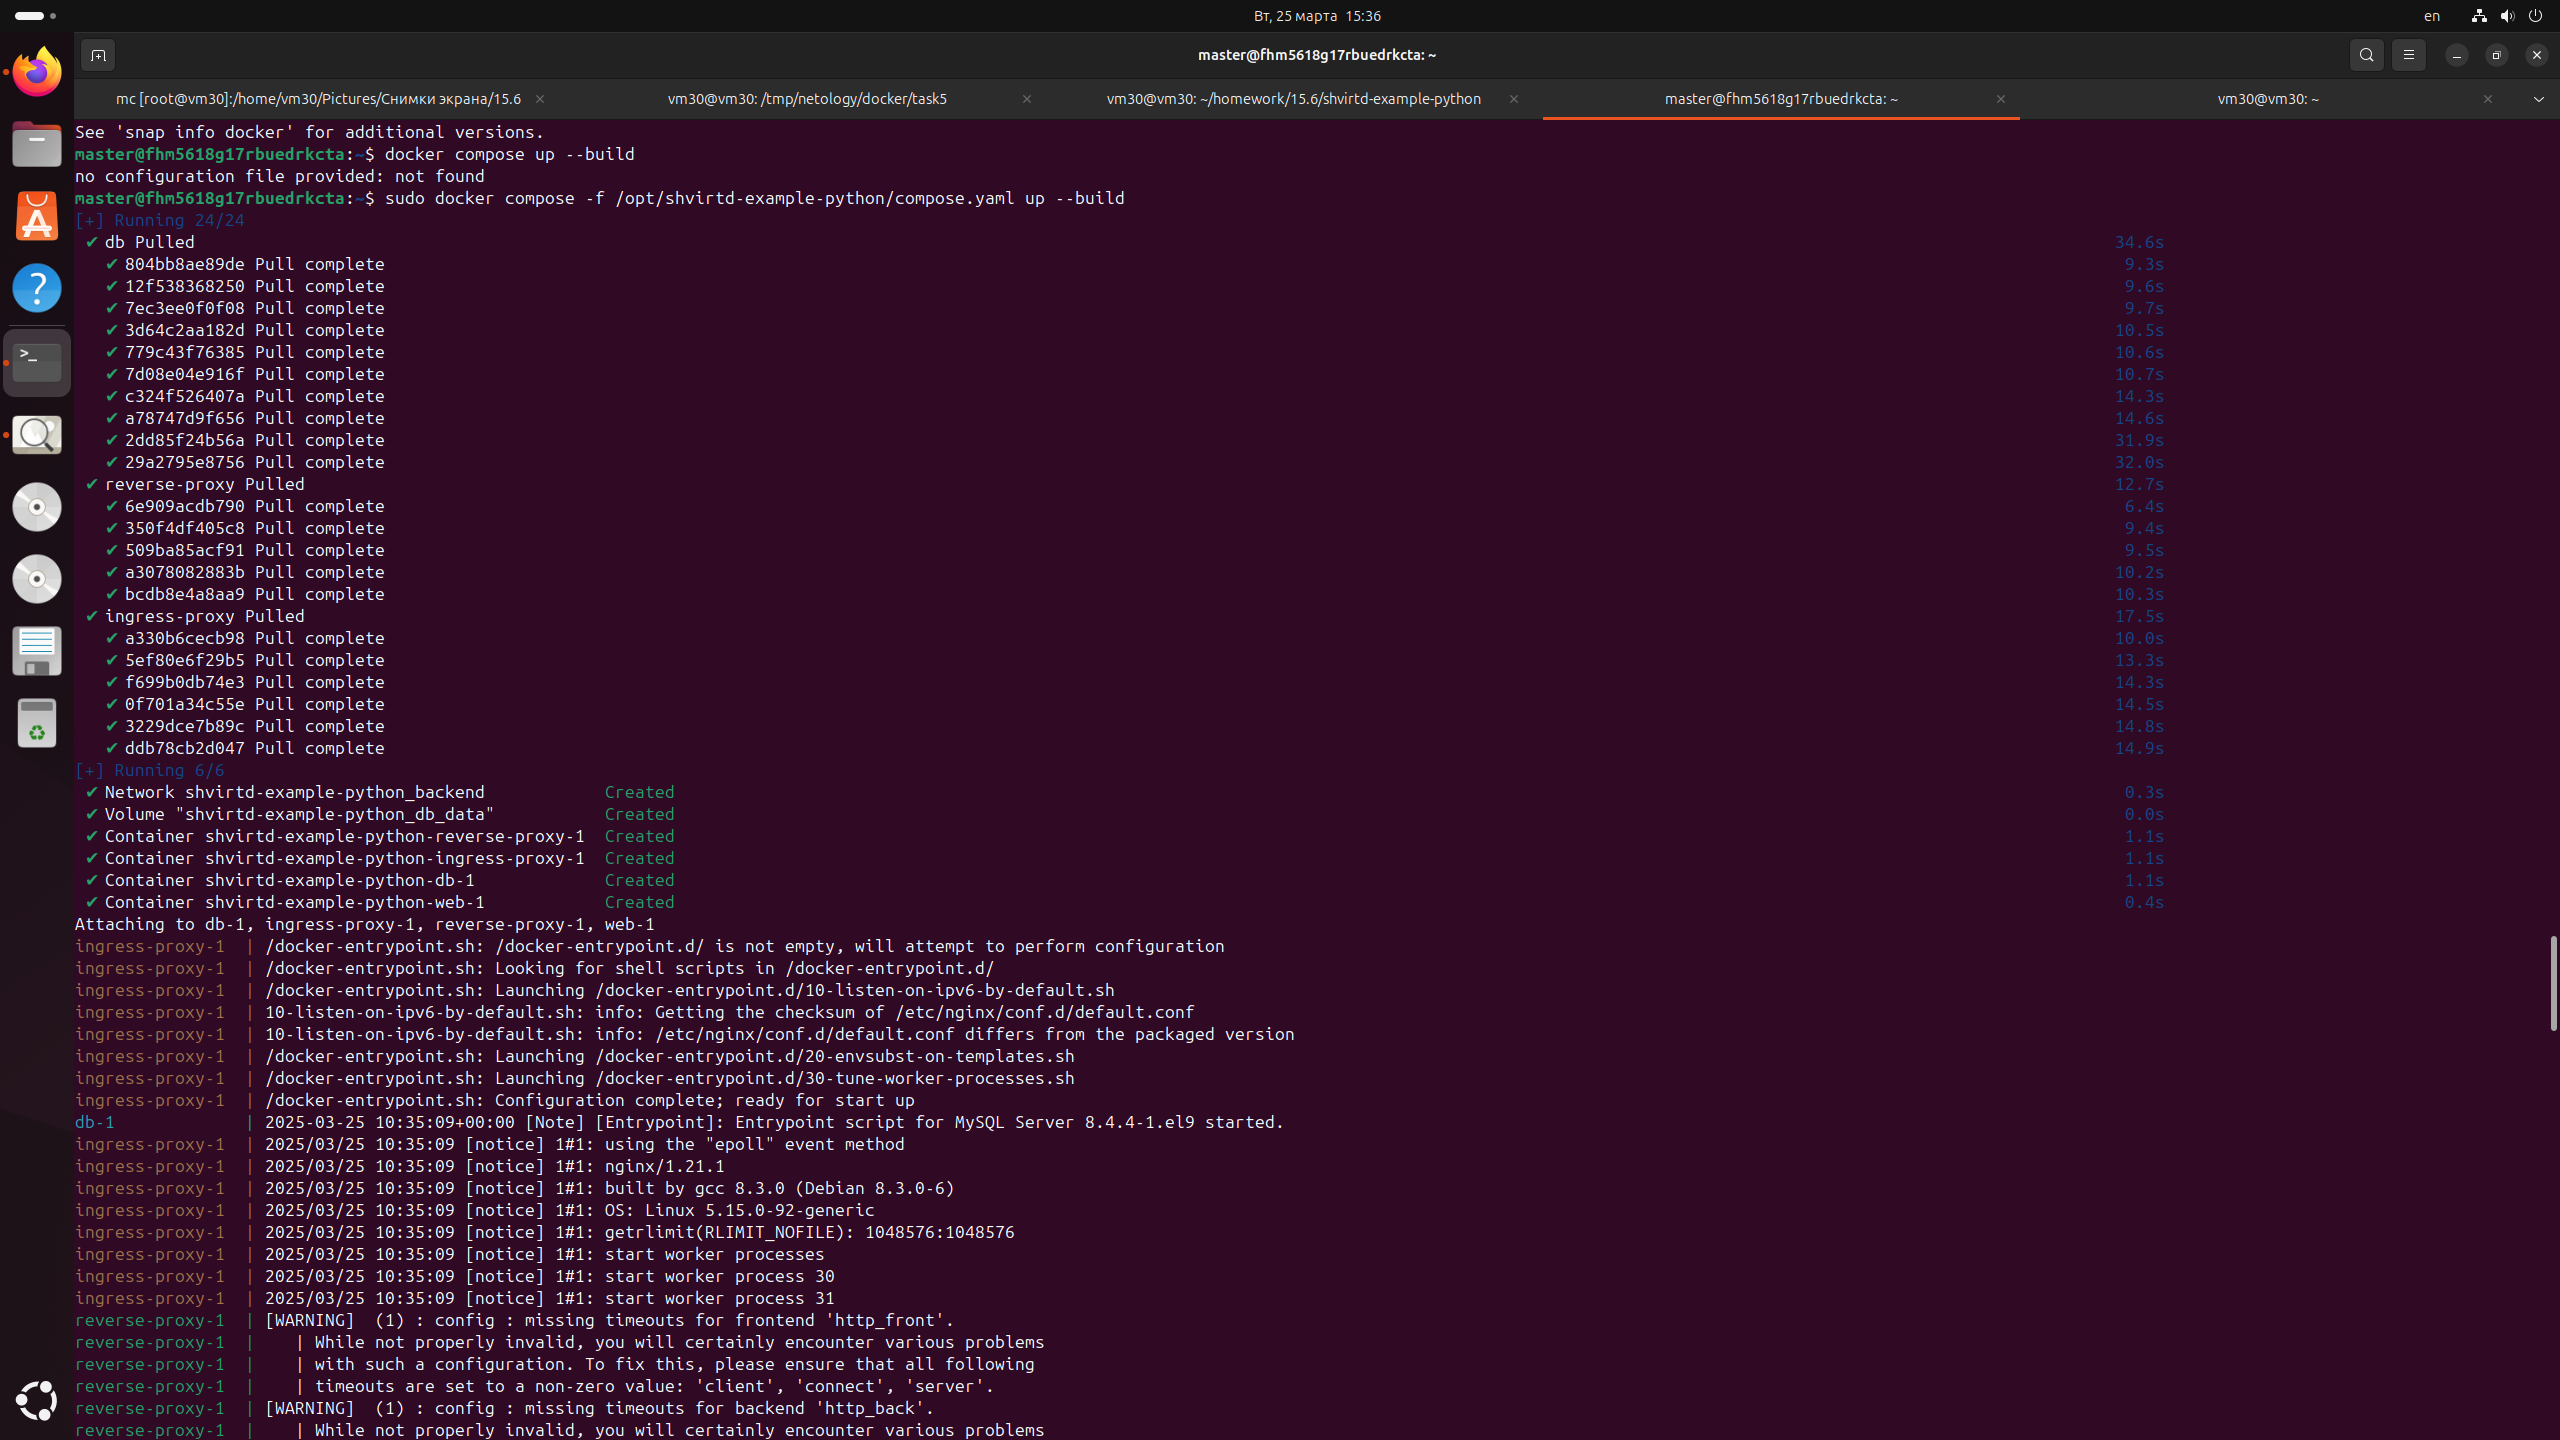 Вт, 25 марта 15:36
en
master@fhm5618g17rbuedrkcta: ~
mc [root@vm30]:/home/vm30/Pictures/Снимки экрана/15.6
vm30@vm30: /tmp/netology/docker/task5
vm30@vm30: ~/homework/15.6/shvirtd-example-python
master@fhm5618g17rbuedrkcta: ~
vm30@vm30: ~
See 'snap info docker' for additional versions.
master@fhm5618g17rbuedrkcta:~$ docker compose up --build
no configuration file provided: not found
master@fhm5618g17rbuedrkcta:~$ sudo docker compose -f /opt/shvirtd-example-python/compose.yaml up --build
[+] Running 24/24
✔ db Pulled 34.6s
✔ 804bb8ae89de Pull complete 9.3s
✔ 12f538368250 Pull complete 9.6s
✔ 7ec3ee0f0f08 Pull complete 9.7s
✔ 3d64c2aa182d Pull complete 10.5s
✔ 779c43f76385 Pull complete 10.6s
✔ 7d08e04e916f Pull complete 10.7s
✔ c324f526407a Pull complete 14.3s
✔ a78747d9f656 Pull complete 14.6s
✔ 2dd85f24b56a Pull complete 31.9s
✔ 29a2795e8756 Pull complete 32.0s
✔ reverse-proxy Pulled 12.7s
✔ 6e909acdb790 Pull complete 6.4s
✔ 350f4df405c8 Pull complete 9.4s
✔ 509ba85acf91 Pull complete 9.5s
✔ a3078082883b Pull complete 10.2s
✔ bcdb8e4a8aa9 Pull complete 10.3s
✔ ingress-proxy Pulled 17.5s
✔ a330b6cecb98 Pull complete 10.0s
✔ 5ef80e6f29b5 Pull complete 13.3s
✔ f699b0db74e3 Pull complete 14.3s
✔ 0f701a34c55e Pull complete 14.5s
✔ 3229dce7b89c Pull complete 14.8s
✔ ddb78cb2d047 Pull complete 14.9s
[+] Running 6/6
✔ Network shvirtd-example-python_backend Created 0.3s
✔ Volume "shvirtd-example-python_db_data" Created 0.0s
✔ Container shvirtd-example-python-reverse-proxy-1 Created 1.1s
✔ Container shvirtd-example-python-ingress-proxy-1 Created 1.1s
✔ Container shvirtd-example-python-db-1 Created 1.1s
✔ Container shvirtd-example-python-web-1 Created 0.4s
Attaching to db-1, ingress-proxy-1, reverse-proxy-1, web-1
ingress-proxy-1 | /docker-entrypoint.sh: /docker-entrypoint.d/ is not empty, will attempt to perform configuration
ingress-proxy-1 | /docker-entrypoint.sh: Looking for shell scripts in /docker-entrypoint.d/
ingress-proxy-1 | /docker-entrypoint.sh: Launching /docker-entrypoint.d/10-listen-on-ipv6-by-default.sh
ingress-proxy-1 | 10-listen-on-ipv6-by-default.sh: info: Getting the checksum of /etc/nginx/conf.d/default.conf
ingress-proxy-1 | 10-listen-on-ipv6-by-default.sh: info: /etc/nginx/conf.d/default.conf differs from the packaged version
ingress-proxy-1 | /docker-entrypoint.sh: Launching /docker-entrypoint.d/20-envsubst-on-templates.sh
ingress-proxy-1 | /docker-entrypoint.sh: Launching /docker-entrypoint.d/30-tune-worker-processes.sh
ingress-proxy-1 | /docker-entrypoint.sh: Configuration complete; ready for start up
db-1 | 2025-03-25 10:35:09+00:00 [Note] [Entrypoint]: Entrypoint script for MySQL Server 8.4.4-1.el9 started.
ingress-proxy-1 | 2025/03/25 10:35:09 [notice] 1#1: using the "epoll" event method
ingress-proxy-1 | 2025/03/25 10:35:09 [notice] 1#1: nginx/1.21.1
ingress-proxy-1 | 2025/03/25 10:35:09 [notice] 1#1: built by gcc 8.3.0 (Debian 8.3.0-6)
ingress-proxy-1 | 2025/03/25 10:35:09 [notice] 1#1: OS: Linux 5.15.0-92-generic
ingress-proxy-1 | 2025/03/25 10:35:09 [notice] 1#1: getrlimit(RLIMIT_NOFILE): 1048576:1048576
ingress-proxy-1 | 2025/03/25 10:35:09 [notice] 1#1: start worker processes
ingress-proxy-1 | 2025/03/25 10:35:09 [notice] 1#1: start worker process 30
ingress-proxy-1 | 2025/03/25 10:35:09 [notice] 1#1: start worker process 31
reverse-proxy-1 | [WARNING] (1) : config : missing timeouts for frontend 'http_front'.
reverse-proxy-1 | | While not properly invalid, you will certainly encounter various problems
reverse-proxy-1 | | with such a configuration. To fix this, please ensure that all following
reverse-proxy-1 | | timeouts are set to a non-zero value: 'client', 'connect', 'server'.
reverse-proxy-1 | [WARNING] (1) : config : missing timeouts for backend 'http_back'.
reverse-proxy-1 | | While not properly invalid, you will certainly encounter various problems